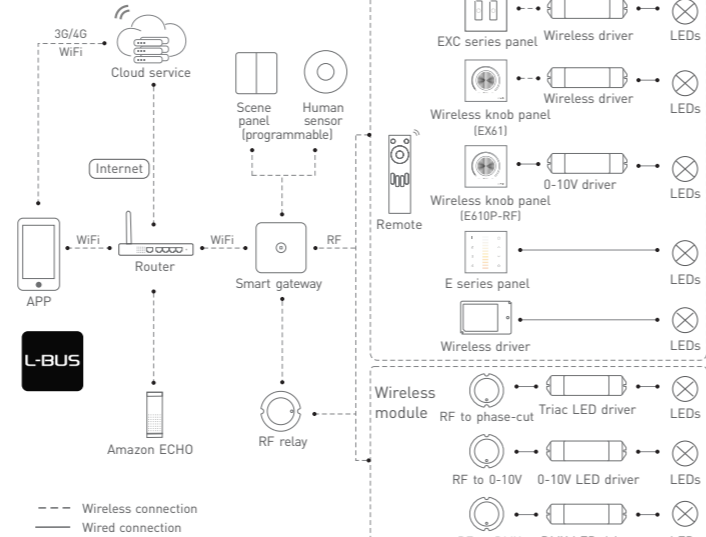 3G/4G
WiFi
Cloud service
Internet
Scene
panel
Human
sensor
(programmable)
WiFi
Router
WiFi
RF
APP
Smart gateway
L-BUS
Amazon ECHO
RF relay
Wireless connection
Wired connection
EXC series panel
Wireless driver
LEDs
Wireless knob panel
(EX61)
Wireless driver
LEDs
Remote
Wireless knob panel
(E610P-RF)
0-10V driver
LEDs
E series panel
LEDs
Wireless driver
LEDs
Wireless
module
RF to phase-cut
Triac LED driver
LEDs
RF to 0-10V
0-10V LED driver
LEDs